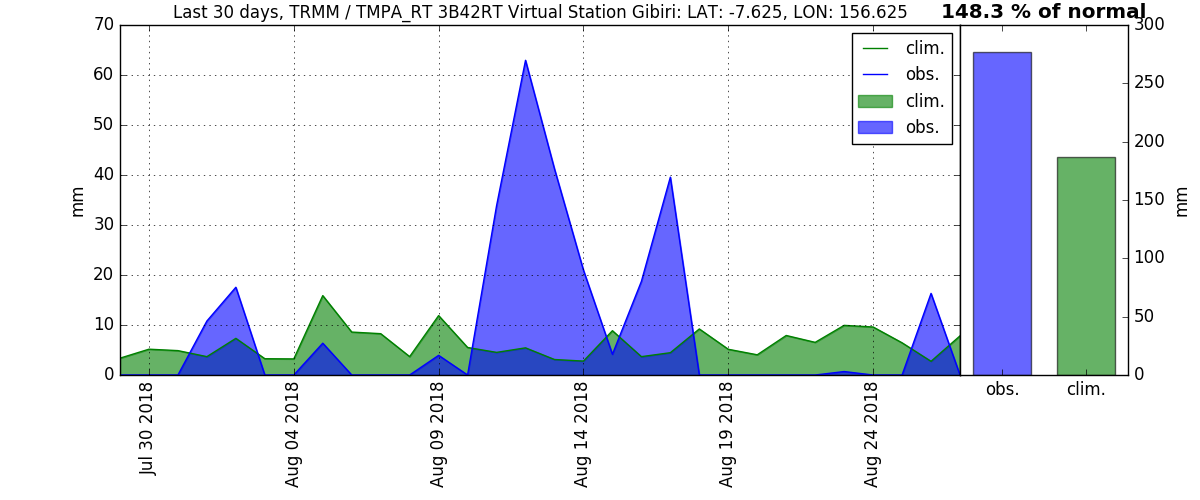 Last 30 days, TRMM / TMPA_RT 3B42RT Virtual Station Gibiri: LAT: -7.625, LON: 156.625
148.3 % of normal
70
60
50
40
30
20
10
0
mm
clim.
obs.
clim.
obs.
300
250
200
150
100
50
0
mm
Jul 30 2018
Aug 04 2018
Aug 09 2018
Aug 14 2018
Aug 19 2018
Aug 24 2018
obs.
clim.